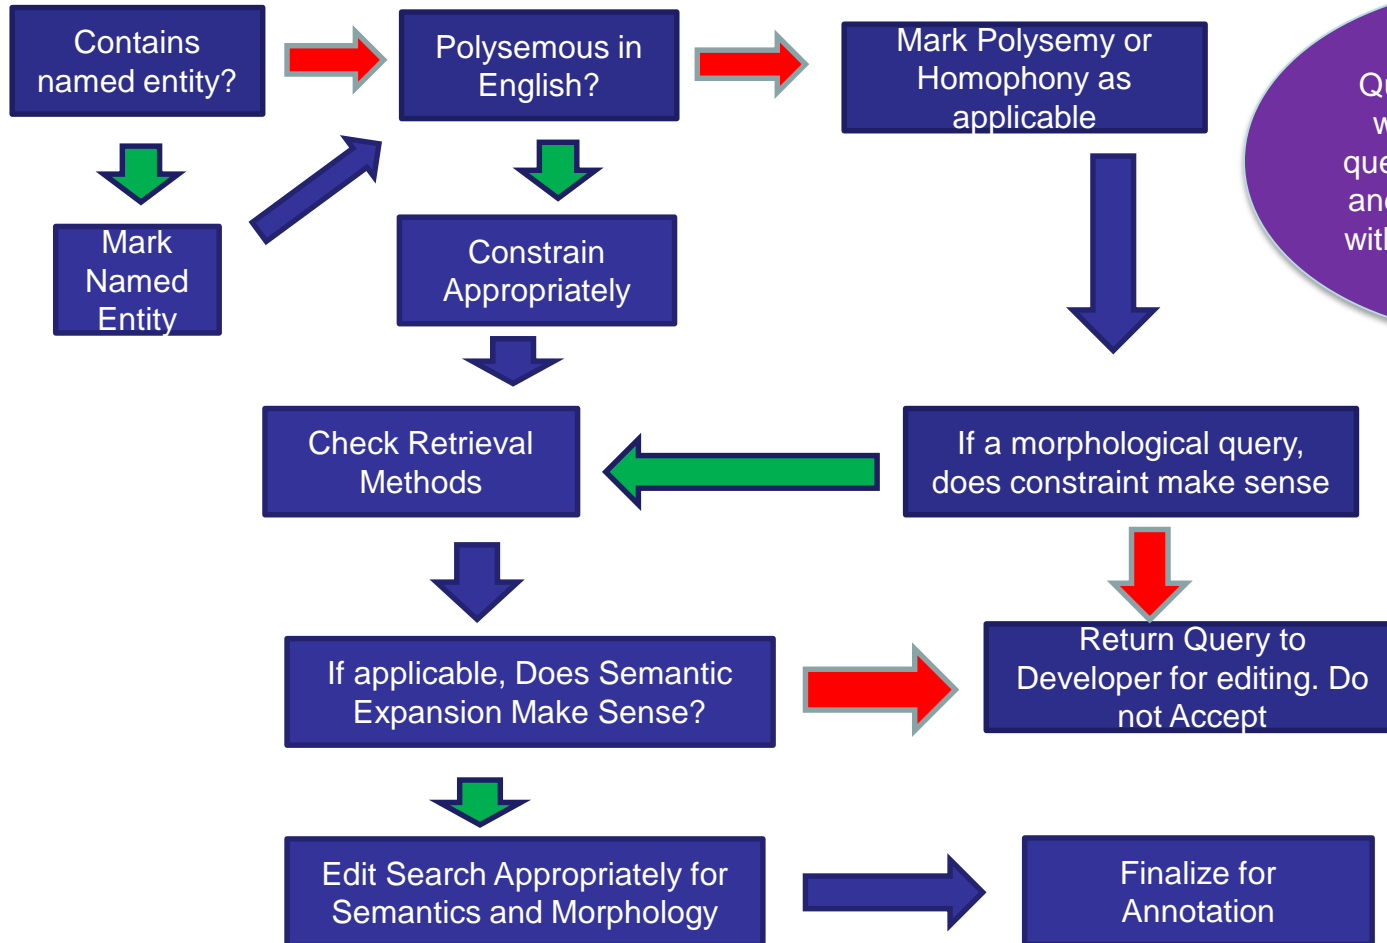 Contains
named entity?
Polysemous in
English?
Mark Polysemy or
Homophony as
applicable
Mark
Named
Entity
Constrain
Appropriately
Check Retrieval
Methods
If a morphological query,
does constraint make sense
If applicable, Does Semantic
Expansion Make Sense?
Return Query to
Developer for editing. Do
not Accept
Edit Search Appropriately for
Semantics and Morphology
Finalize for
Annotation